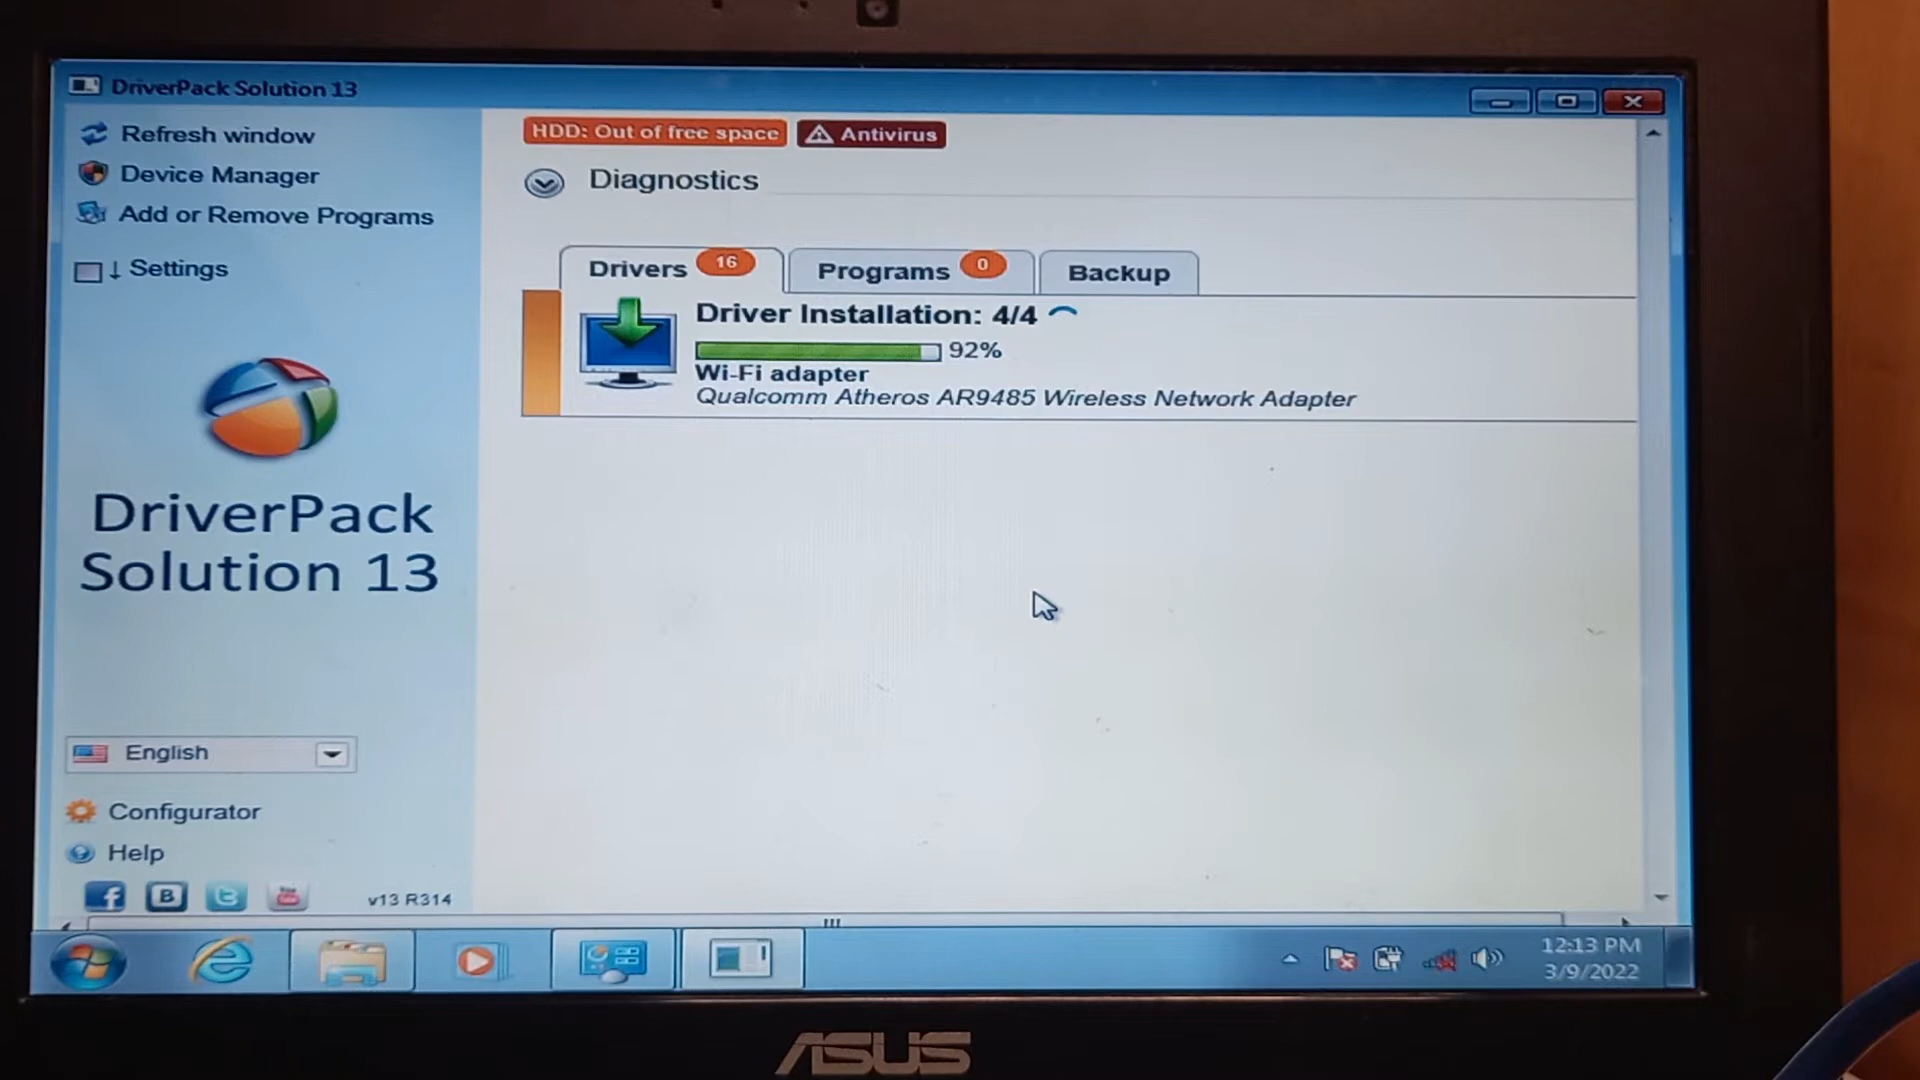 DriverPack Solution 13
Refresh window
Device Manager
Add or Remove Programs
↓ Settings
DriverPack
Solution 13
English
Configurator
Help
v13 R314
HDD: Out of free space
Antivirus
Diagnostics
Drivers 16
Programs 0
Backup
Driver Installation: 4/4
92%
Wi-Fi adapter
Qualcomm Atheros AR9485 Wireless Network Adapter
f
B
t
You
12:13 PM
3/9/2022
ASUS